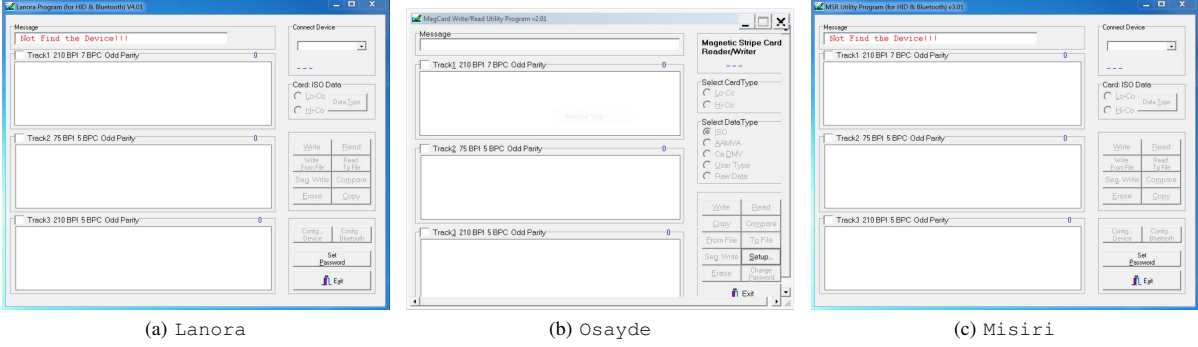 Lanora Program (for HID & Bluetooth) V4.01
Message
Not Find the Device!!!
Connect Device
Track1 210 BPI 7 BPC Odd Parity
0
---
Card: ISO Data
Lo-Co
Hi-Co
Data Type
Track2 75 BPI 5 BPC Odd Parity
0
Write
Read
Write From File
Read To File
Seg. Write
Compare
Erase
Copy
Track3 210 BPI 5 BPC Odd Parity
0
Config. Device
Config. Bluetooth
Set Password
Exit
(a) Lanora
MagCard Write/Read Utility Program v2.01
Message
Magnetic Stripe Card
Reader/Writer
---
Track1 210 BPI 7 BPC Odd Parity
0
Select CardType
Lo-Co
Hi-Co
Select DataType
ISO
AAMVA
Ca DMV
User Type
Raw Data
Track2 75 BPI 5 BPC Odd Parity
0
Write
Read
Copy
Compare
From File
To File
Seg. Write
Setup...
Erase
Change Password
Track3 210 BPI 5 BPC Odd Parity
0
Exit
(b) Osayde
MSR Utility Program (for HID & Bluetooth) v3.01
Message
Not Find the Device!!!
Connect Device
Track1 210 BPI 7 BPC Odd Parity
0
---
Card: ISO Data
Lo-Co
Hi-Co
Data Type
Track2 75 BPI 5 BPC Odd Parity
0
Write
Read
Write From File
Read To File
Seg. Write
Compare
Erase
Copy
Track3 210 BPI 5 BPC Odd Parity
0
Config. Device
Config. Bluetooth
Set Password
Exit
(c) Misiri